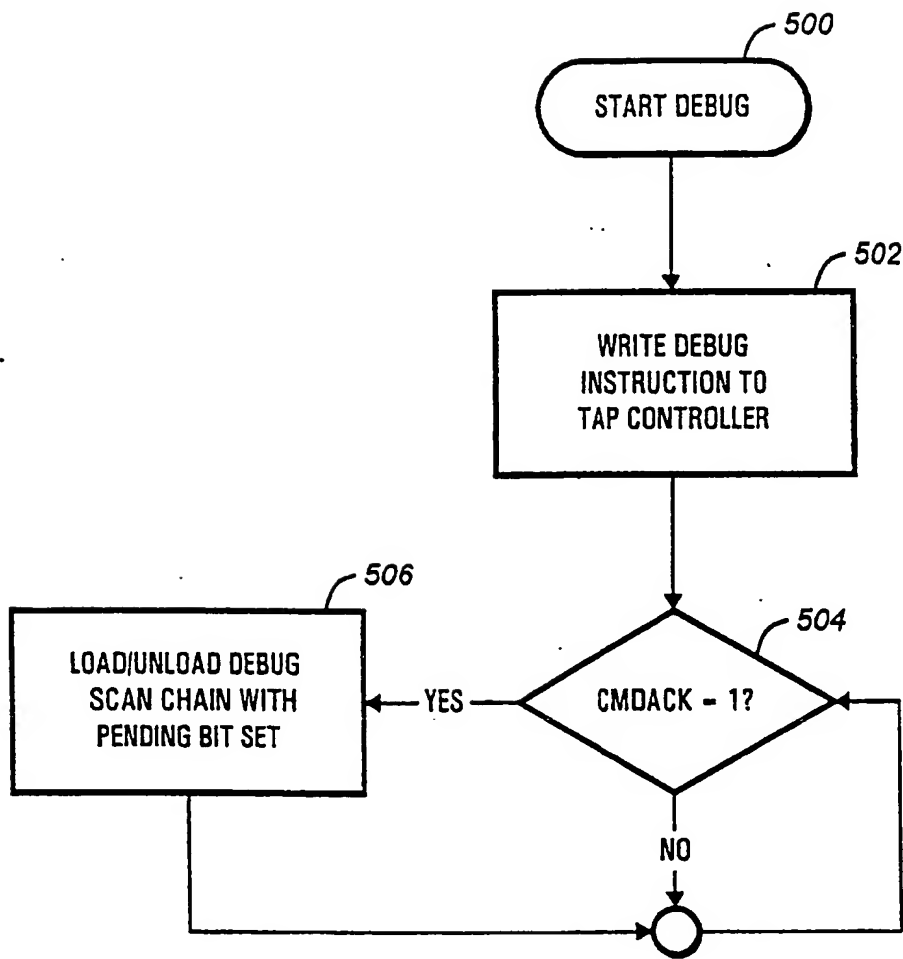 500
START DEBUG
502
WRITE DEBUG
INSTRUCTION TO
TAP CONTROLLER
506
LOAD/UNLOAD DEBUG
SCAN CHAIN WITH
PENDING BIT SET
504
YES
CMDACK = 1?
NO